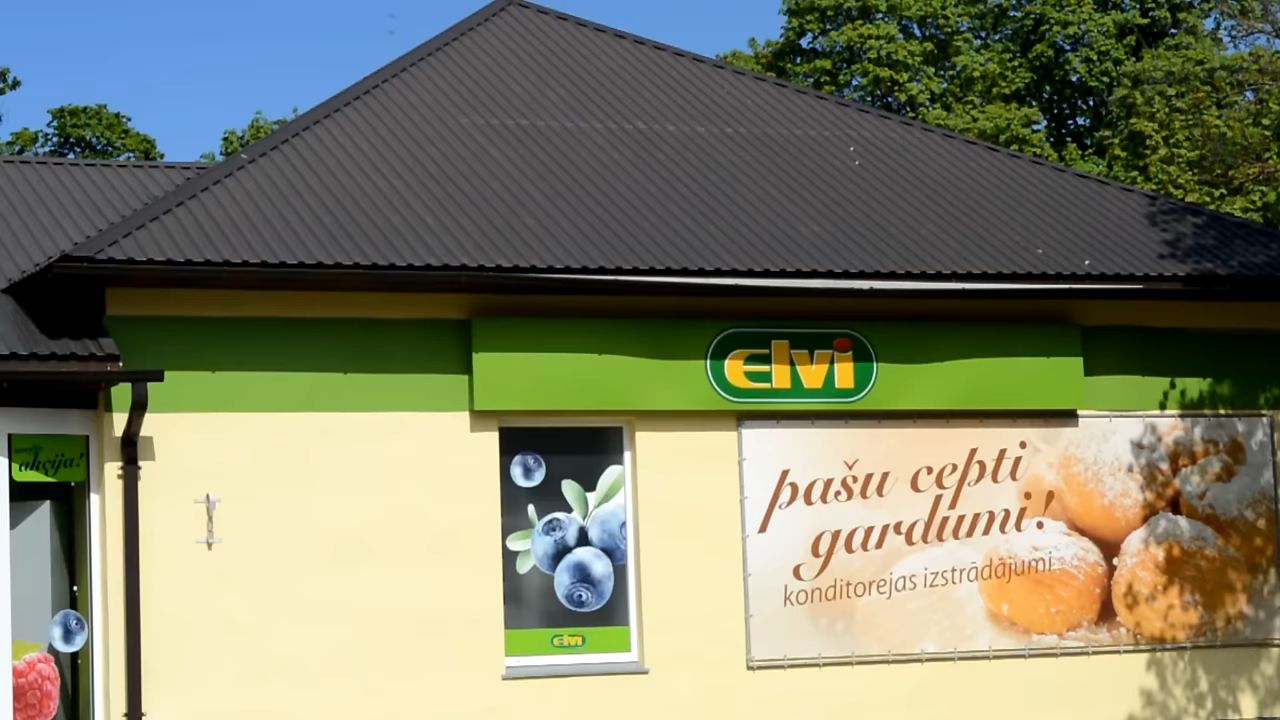 elvi
akcija!
pašu cepti
gardumi!
konditorejas izstrādājumi
elvi